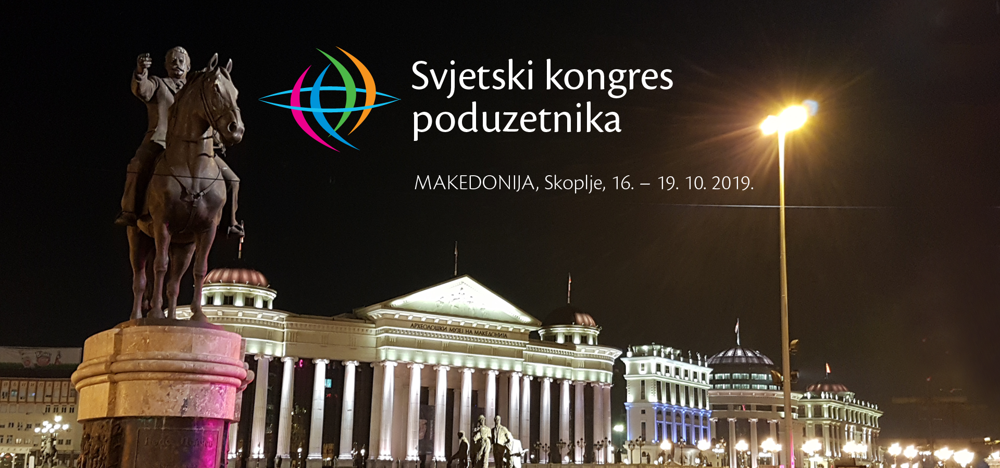 Svjetski kongres
poduzetnika
MAKEDONIJA, Skoplje, 16. – 19. 10. 2019.
АРХЕОЛОШКИ МУЗЕЈ НА МАКЕДОНИЈА